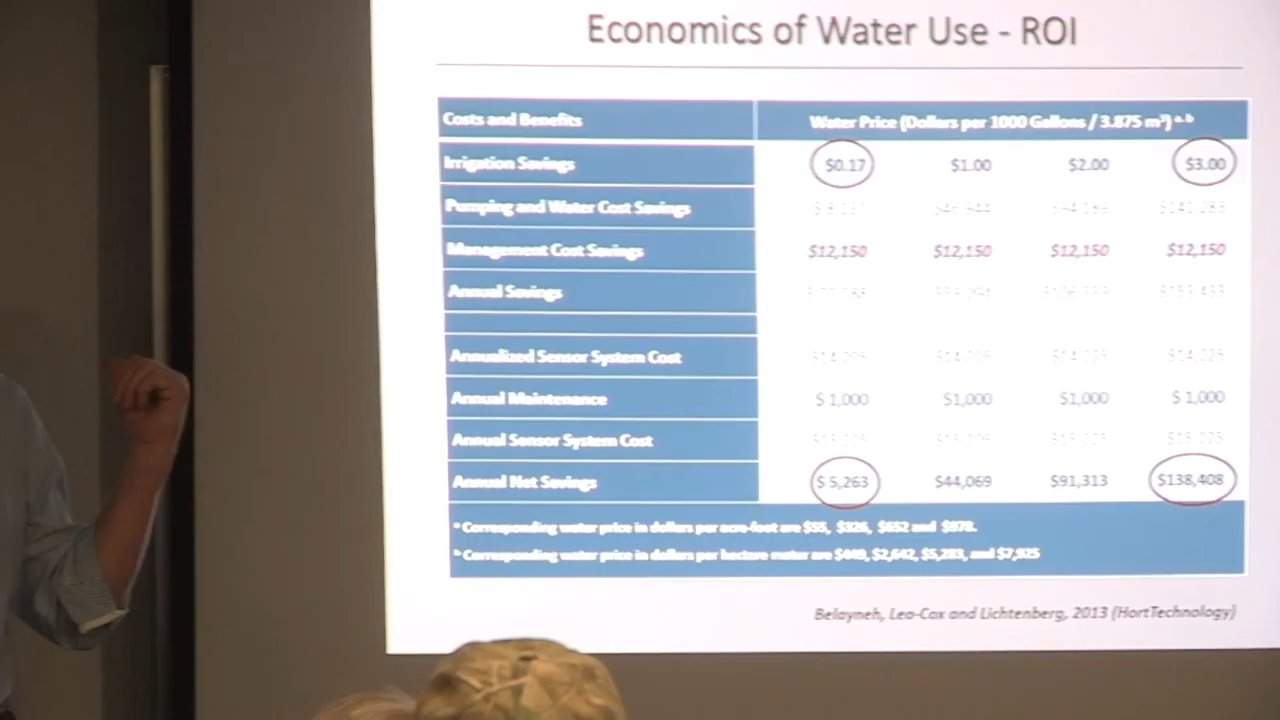 Economics of Water Use - ROI
Costs and Benefits Water Price (Dollars per 1000 Gallons / 3.875 m³) a, b
Irrigation Savings $0.17 $1.00 $2.00 $3.00
Pumping and Water Cost Savings
Management Cost Savings $12,150 $12,150 $12,150 $12,150
Annual Savings
Annualized Sensor System Cost
Annual Maintenance $ 1,000 $1,000 $1,000 $ 1,000
Annual Sensor System Cost
Annual Net Savings $ 5,263 $44,069 $91,313 $138,408
a Corresponding water price in dollars per acre-foot are $55, $326, $652 and $978.
b Corresponding water price in dollars per hectare meter are $449, $2,642, $5,283, and $7,925
Belayneh, Lea-Cox and Lichtenberg, 2013 (HortTechnology)